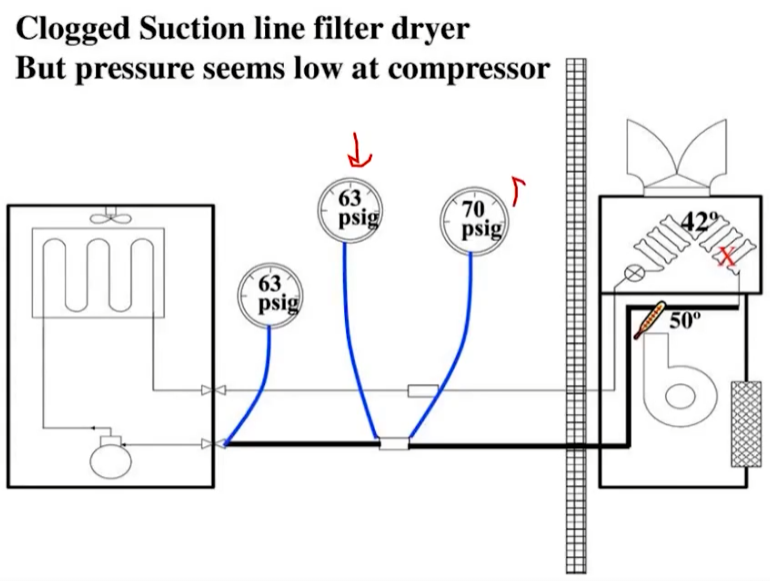 Clogged Suction line filter dryer
But pressure seems low at compressor
63
psig
70
psig
63
psig
42º
X
50º